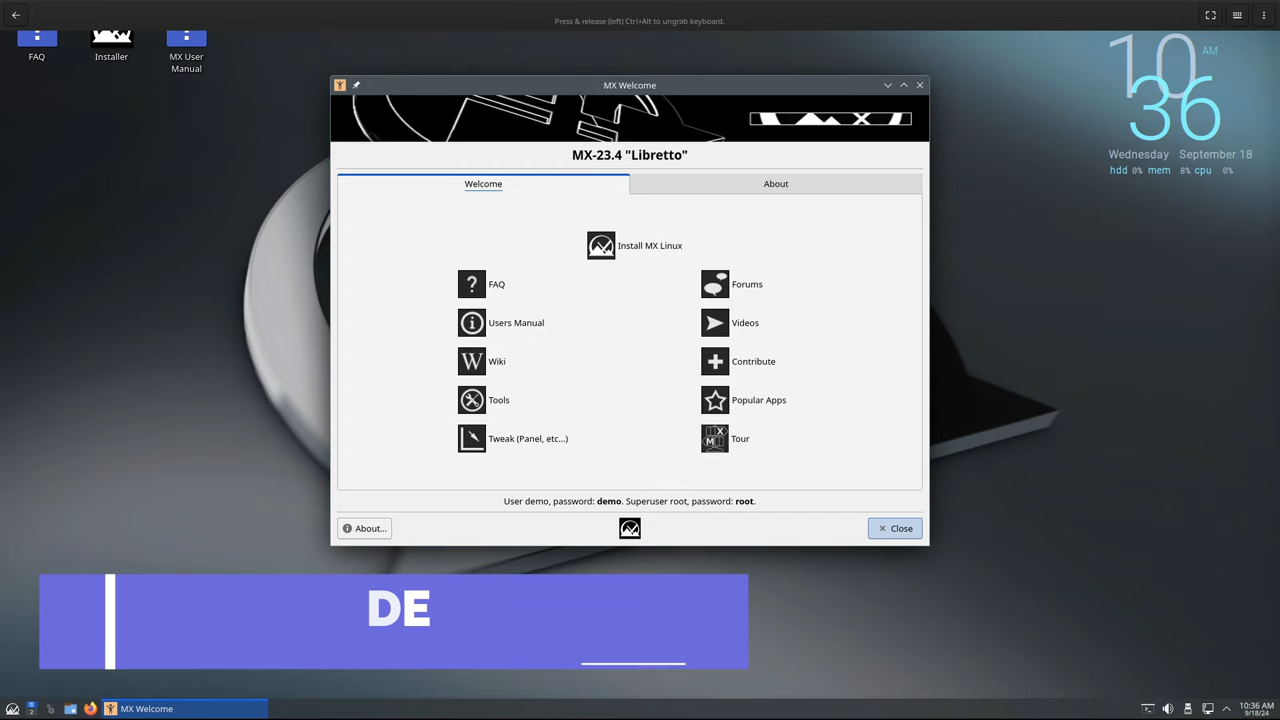 Press & release (left) Ctrl+Alt to ungrab keyboard.
FAQ
Installer
MX User
Manual
10 AM
36
Wednesday September 18
hdd 0% mem 8% cpu 0%
MX Welcome
MX
MX-23.4 "Libretto"
Welcome
About
Install MX Linux
FAQ
Forums
Users Manual
Videos
Wiki
Contribute
Tools
Popular Apps
Tweak (Panel, etc...)
Tour
User demo, password: demo. Superuser root, password: root.
About...
Close
DE
2
MX Welcome
10:36 AM
9/18/24